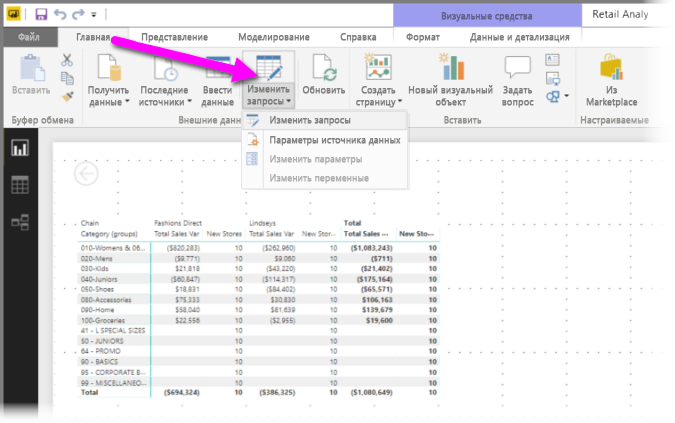 Визуальные средства Retail Analy
Файл Главная Представление Моделирование Справка Формат Данные и детализация
Вставить Получить данные Последние источники Ввести данные Изменить запросы Обновить Создать страницу Новый визуальный объект Задать вопрос Из Marketplace
Буфер обмена Внешние данн Вставить Настраиваемые
Изменить запросы
Параметры источника данных
Изменить параметры
Изменить переменные
Chain Fashions Direct Lindseys Total
Category (groups) Total Sales Var New Stores Total Sales Var New Stor... Total Sales ... New Sto...
010-Womens & 06... ($820,283) 10 ($262,960) 10 ($1,083,243) 10
020-Mens ($9,771) 10 $9,060 10 ($711) 10
030-Kids $21,818 10 ($43,220) 10 ($21,402) 10
040-Juniors ($60,847) 10 ($114,317) 10 ($175,164) 10
050-Shoes $18,831 10 ($84,402) 10 ($65,571) 10
080-Accessories $75,333 10 $30,830 10 $106,163 10
090-Home $58,040 10 $81,639 10 $139,679 10
100-Groceries $22,556 10 ($2,955) 10 $19,600 10
41 - L SPECIAL SIZES 10 10 10
50 - JUNIORS 10 10 10
64 - PROMO 10 10 10
90 - BASICS 10 10 10
95 - CORPORATE B... 10 10 10
99 - MISCELLANEO... 10 10 10
Total ($694,324) 10 ($386,325) 10 ($1,080,649) 10